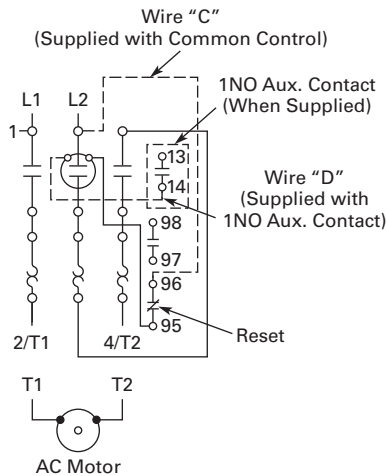 Wire “C”
(Supplied with Common Control)
1NO Aux. Contact
(When Supplied)
L1
L2
1
13
14
Wire “D”
(Supplied with
1NO Aux. Contact)
98
97
96
95
Reset
2/T1
4/T2
T1
T2
AC Motor